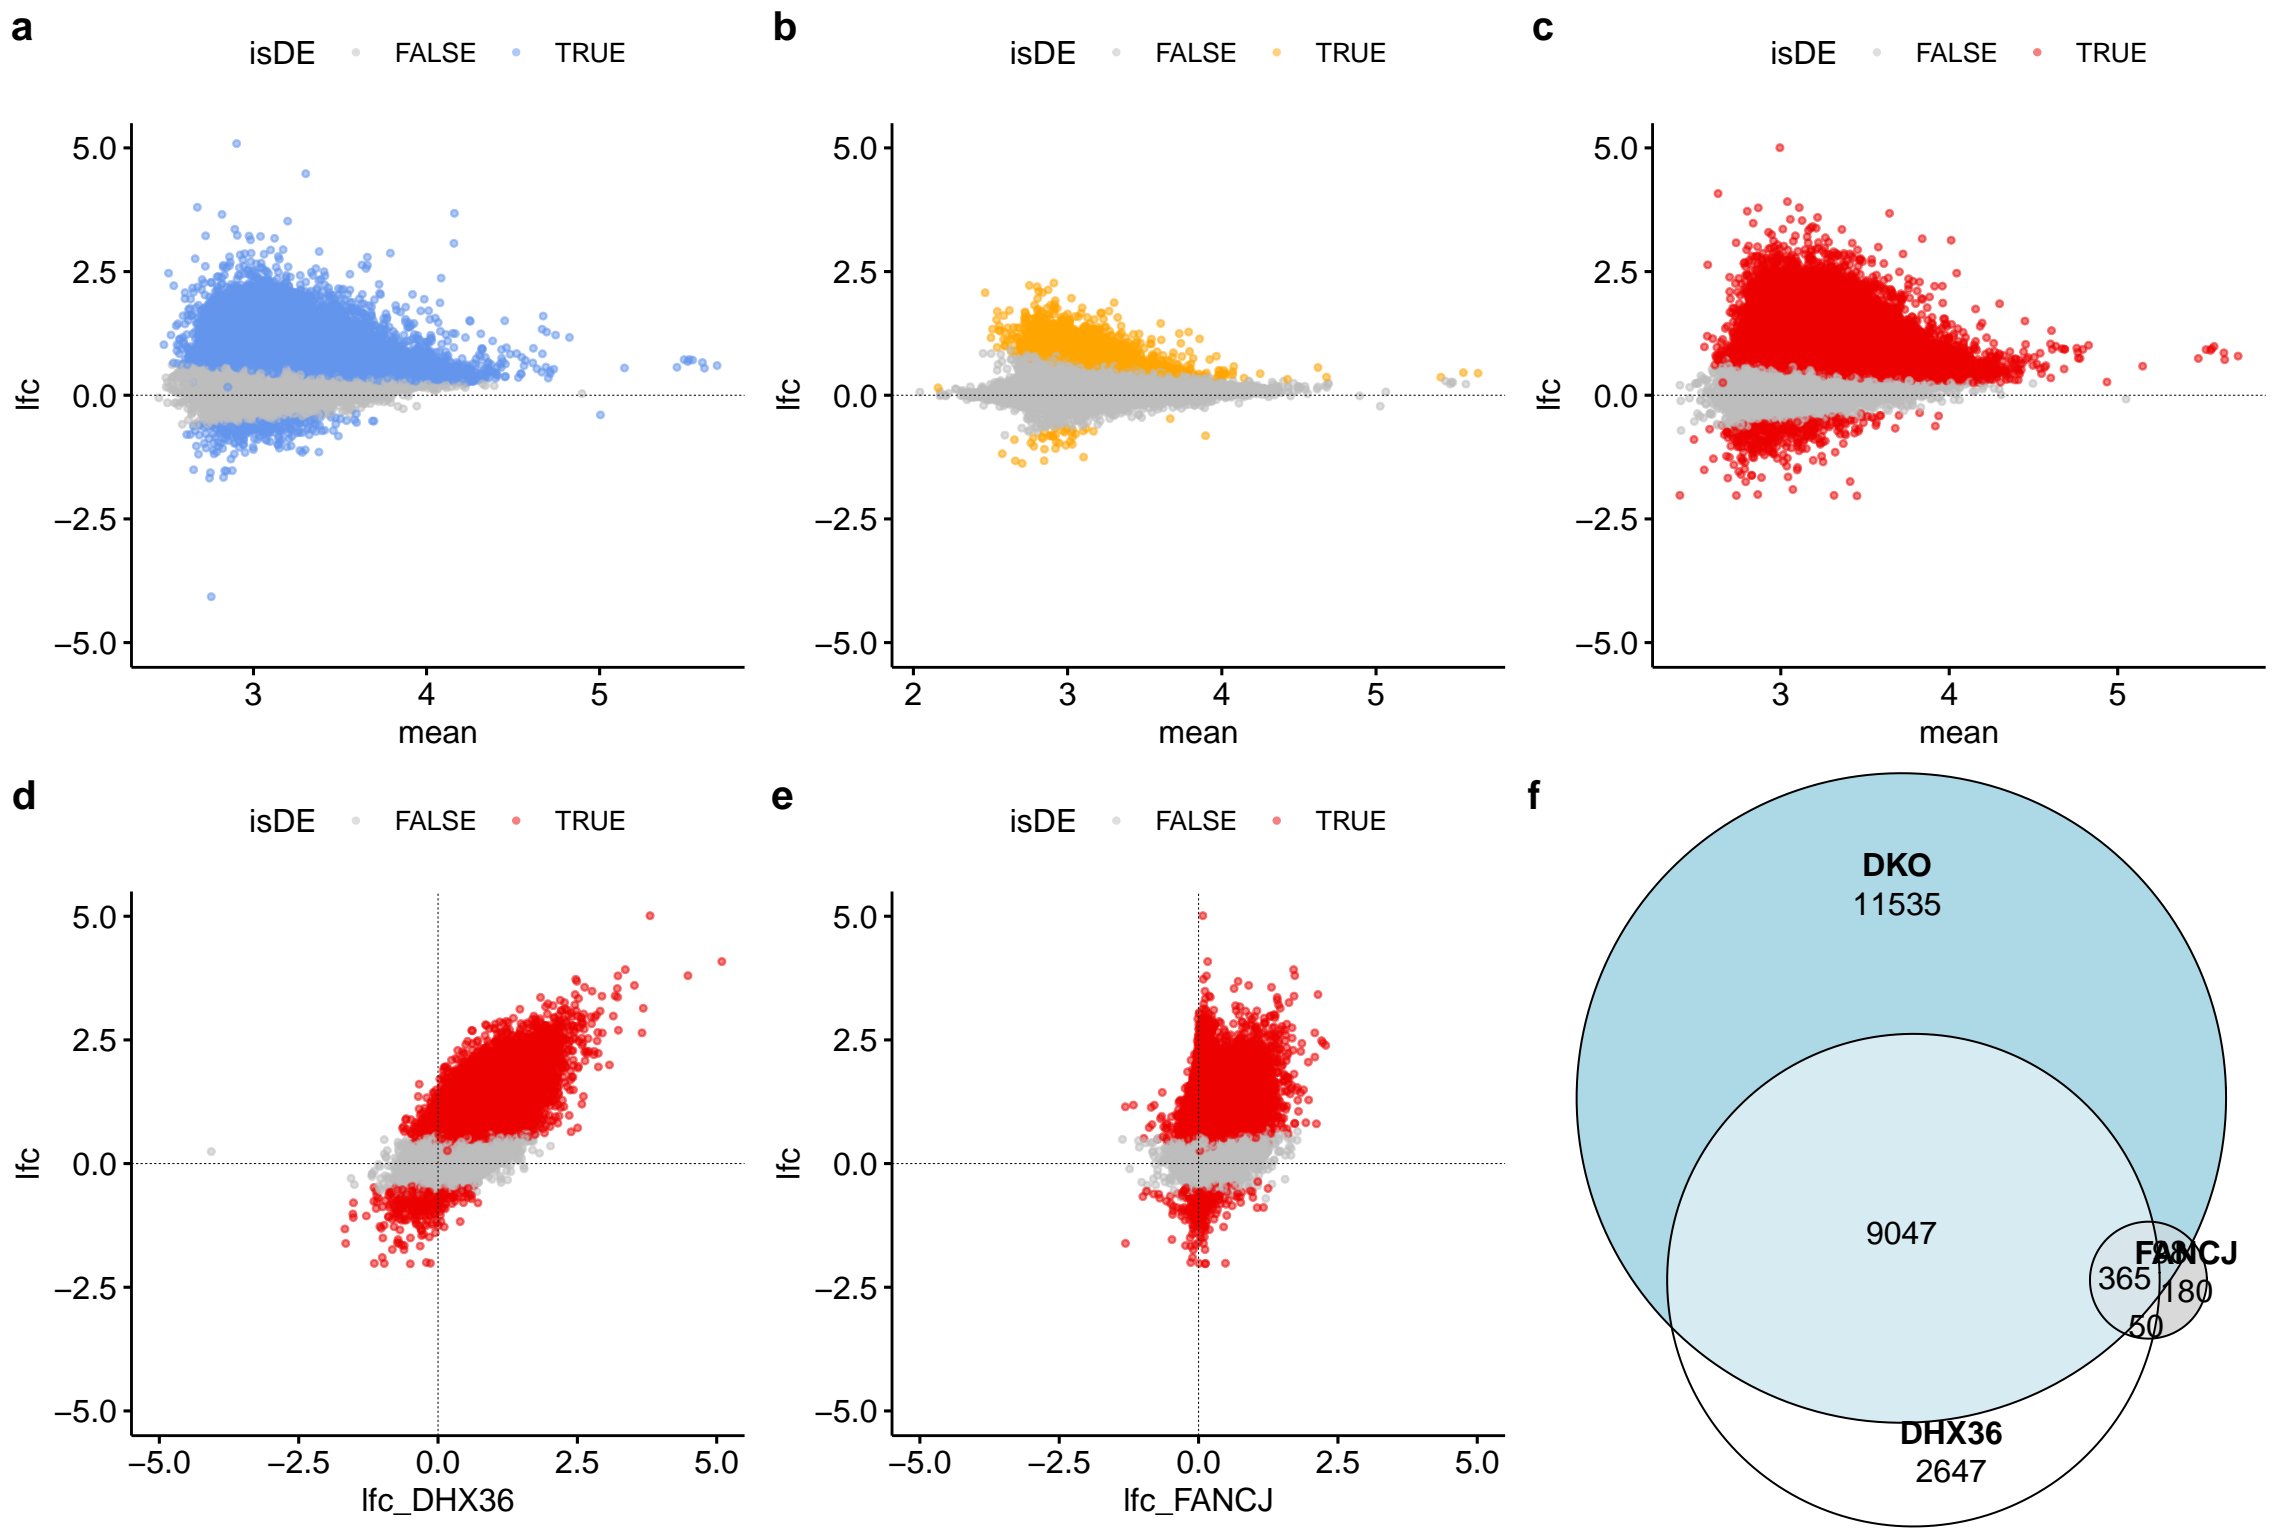 a
isDE FALSE TRUE
5.0
2.5
0.0
−2.5
−5.0
lfc
3 4 5
mean
b
isDE FALSE TRUE
5.0
2.5
0.0
−2.5
−5.0
lfc
2 3 4 5
mean
c
isDE FALSE TRUE
5.0
2.5
0.0
−2.5
−5.0
lfc
3 4 5
mean
d
isDE FALSE TRUE
5.0
2.5
0.0
−2.5
−5.0
lfc
−5.0 −2.5 0.0 2.5 5.0
lfc_DHX36
e
isDE FALSE TRUE
5.0
2.5
0.0
−2.5
−5.0
lfc
−5.0 −2.5 0.0 2.5 5.0
lfc_FANCJ
f
DKO
11535
9047
FANCJ
365
180
50
DHX36
2647